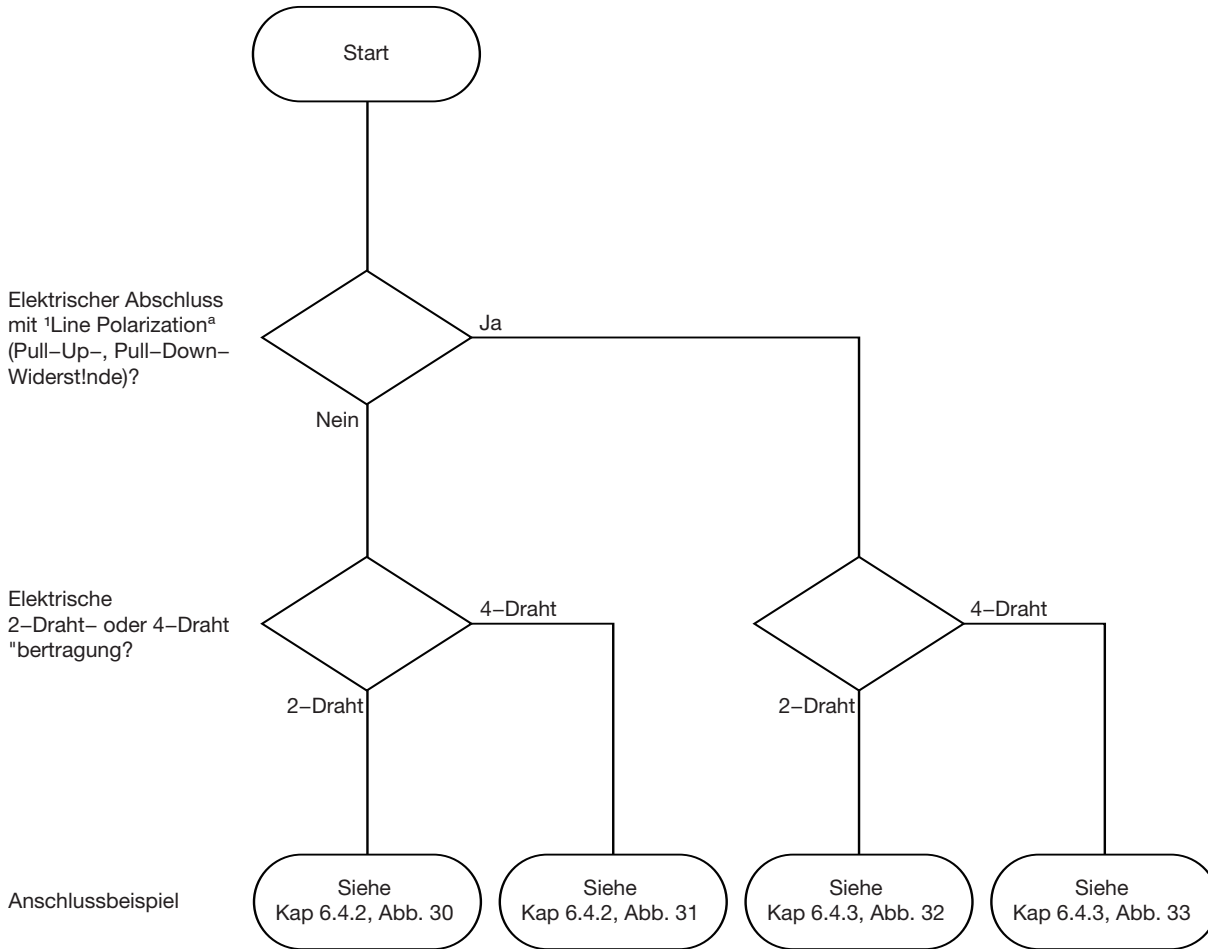 Start
Elektrischer Abschluss
mit ¹Line Polarizationª
(Pull–Up–, Pull–Down–
Widerst!nde)?
Ja
Nein
Elektrische
2–Draht– oder 4–Draht
"bertragung?
4–Draht
4–Draht
2–Draht
2–Draht
Anschlussbeispiel
Siehe
Kap 6.4.2, Abb. 30
Siehe
Kap 6.4.2, Abb. 31
Siehe
Kap 6.4.3, Abb. 32
Siehe
Kap 6.4.3, Abb. 33